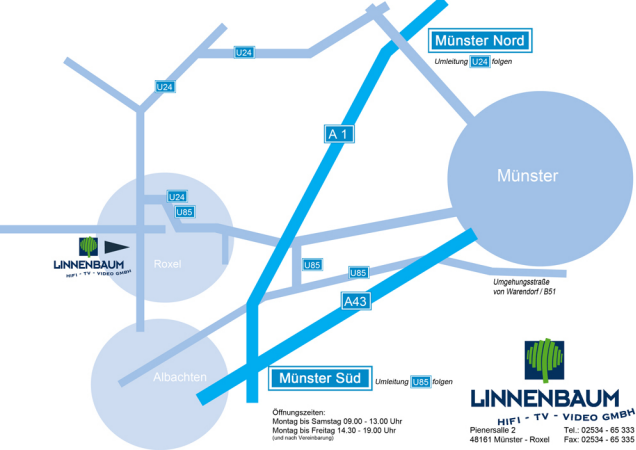 Münster Nord
Umleitung U24 folgen
U24
U24
A 1
Münster
U24
U85
Roxel
LINNENBAUM
HIFI - TV - VIDEO GMBH
U85
U85
A43
Umgehungsstraße
von Warendorf / B51
Albachten
Münster Süd
Umleitung U85 folgen
Öffnungszeiten:
Montag bis Samstag 09.00 - 13.00 Uhr
Montag bis Freitag 14.30 - 19.00 Uhr
(und nach Vereinbarung)
LINNENBAUM
HIFI - TV - VIDEO GMBH
Pienersalle 2
48161 Münster - Roxel
Tel.: 02534 - 65 333
Fax: 02534 - 65 335